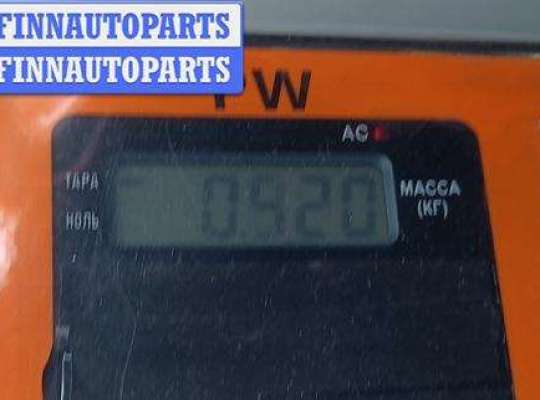 FINNAUTOPARTS
FINNAUTOPARTS
PW
AC
ТАРА
0.920
МАССА
(КГ)
НОЛЬ